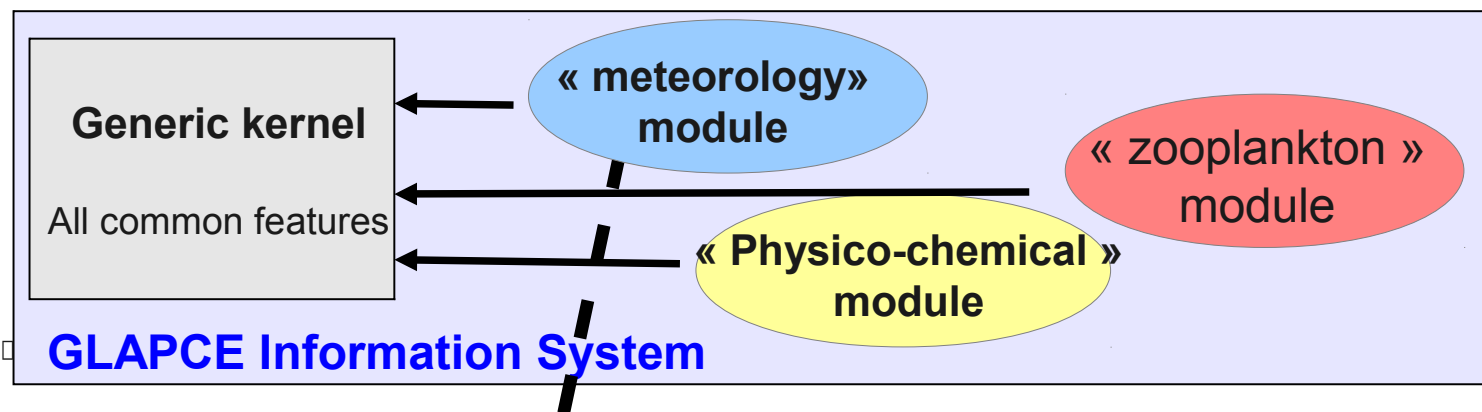 Generic kernel
All common features
« meteorology»
module
« zooplankton »
module
« Physico-chemical »
module
GLAPCE Information System